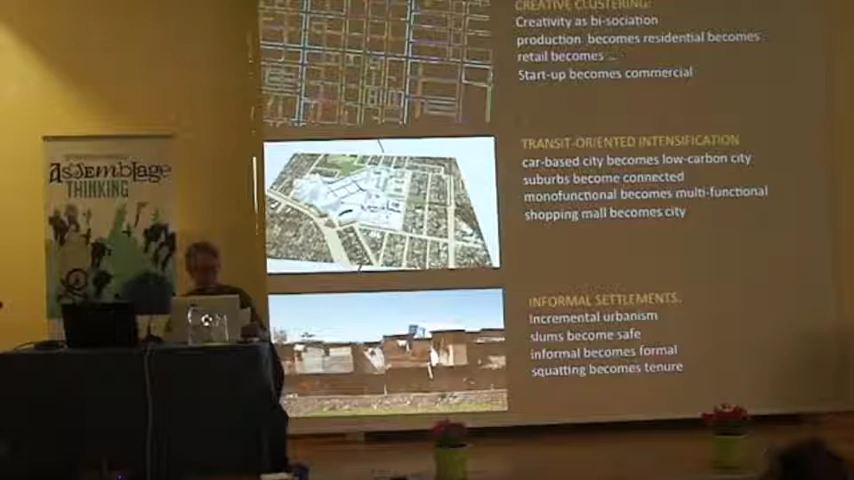 CREATIVE CLUSTERING:
Creativity as bi-sociation
production becomes residential becomes
retail becomes ...
Start-up becomes commercial
TRANSIT-ORIENTED INTENSIFICATION
car-based city becomes low-carbon city
suburbs become connected
monofunctional becomes multi-functional
shopping mall becomes city
INFORMAL SETTLEMENTS:
Incremental urbanism
slums become safe
informal becomes formal
squatting becomes tenure
Assemblage
THINKING